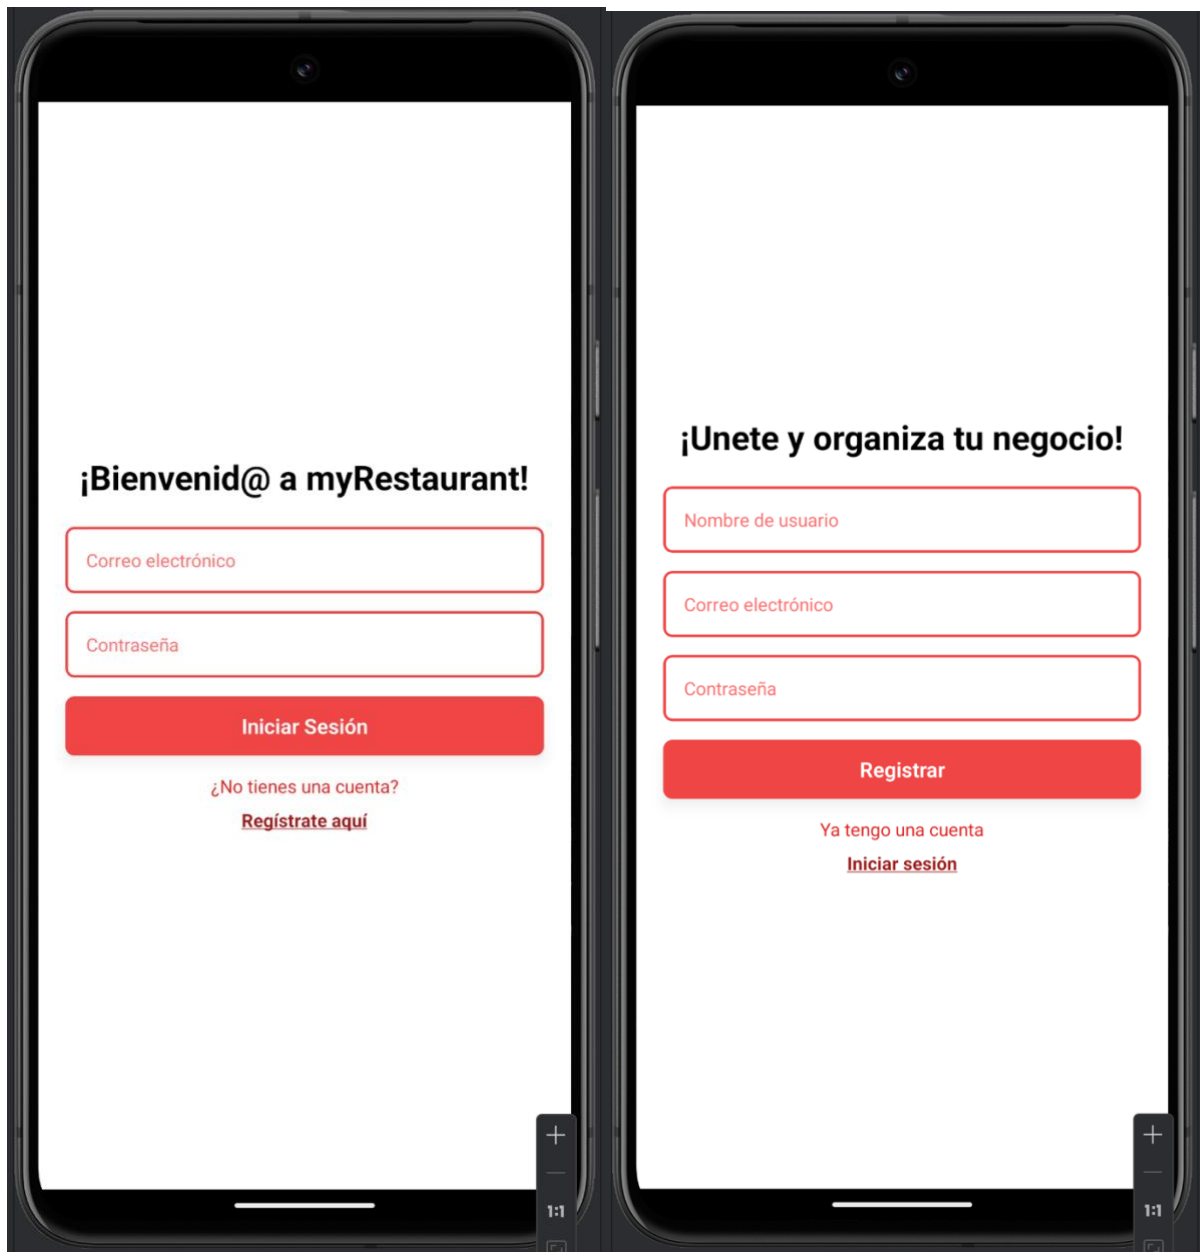 ¡Bienvenid@ a myRestaurant!
Correo electrónico
Contraseña
Iniciar Sesión
¿No tienes una cuenta?
Regístrate aquí
1:1
¡Unete y organiza tu negocio!
Nombre de usuario
Correo electrónico
Contraseña
Registrar
Ya tengo una cuenta
Iniciar sesión
1:1